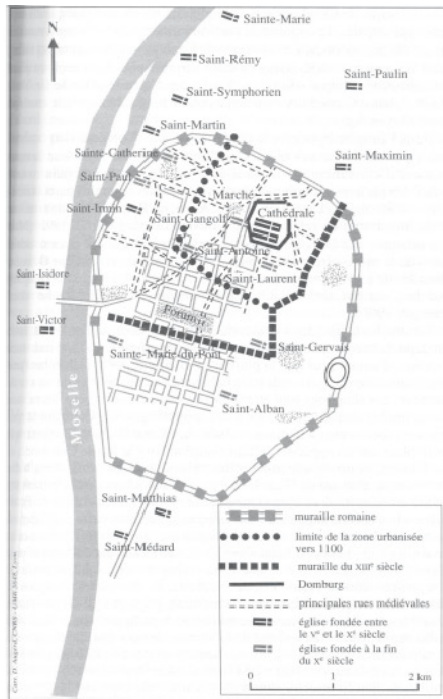 Sainte-Marie
N
Saint-Rémy
Saint-Paulin
Saint-Symphorien
Saint-Martin
Saint-Maximin
Sainte-Catherine
Saint-Paul
Marché
Saint-Irmin
Saint-Gangolf
Cathédrale
Saint-Antoine
Saint-Isidore
Saint-Laurent
Saint-Victor
Forum
Sainte-Marie-du-Pont
Saint-Gervais
Moselle
Saint-Alban
Saint-Matthias
Saint-Médard
muraille romaine
limite de la zone urbanisée
vers 1100
muraille du XIIIe siècle
Domburg
principales rues médiévales
église fondée entre
le Ve et le Xe siècle
église fondée à la fin
du Xe siècle
0 1 2 km